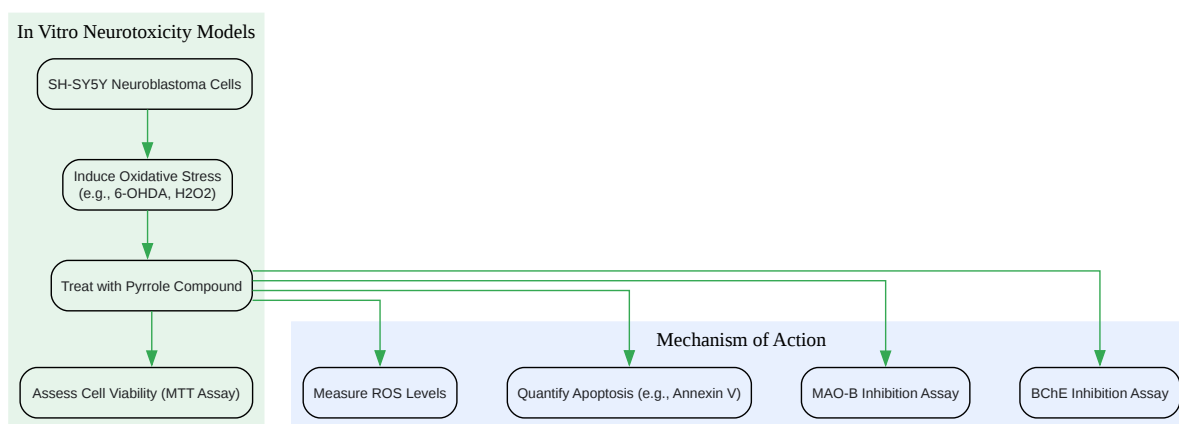 In Vitro Neurotoxicity Models
SH-SY5Y Neuroblastoma Cells
Induce Oxidative Stress
(e.g., 6-OHDA, H2O2)
Treat with Pyrrole Compound
Assess Cell Viability (MTT Assay)
Mechanism of Action
Measure ROS Levels
Quantify Apoptosis (e.g., Annexin V)
MAO-B Inhibition Assay
BChE Inhibition Assay